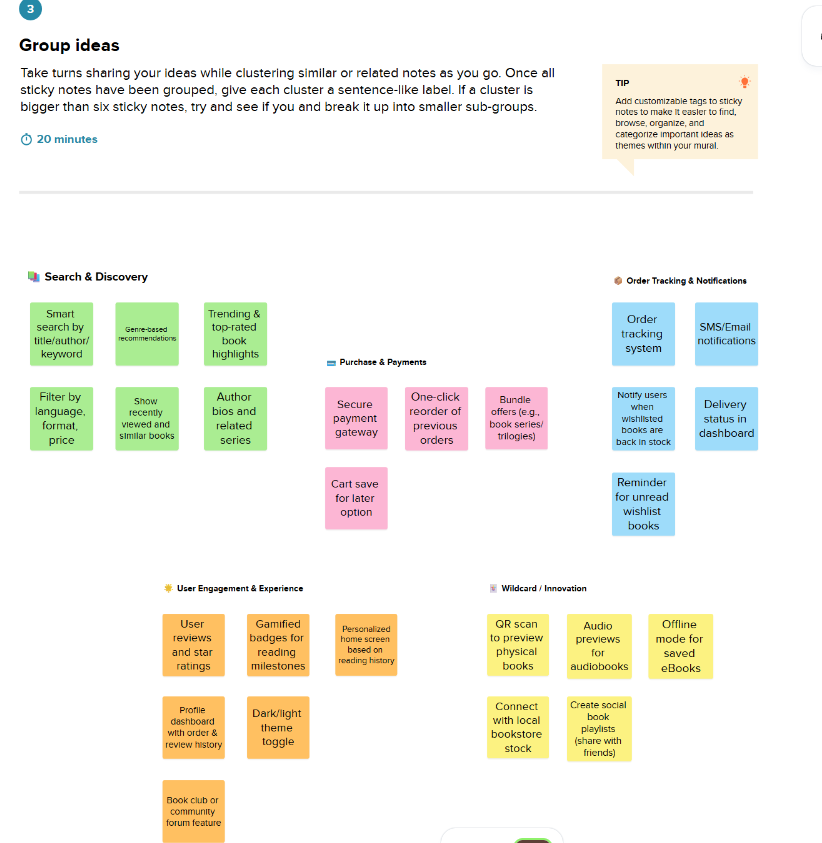 3
Group ideas
Take turns sharing your ideas while clustering similar or related notes as you go. Once all
sticky notes have been grouped, give each cluster a sentence-like label. If a cluster is
bigger than six sticky notes, try and see if you and break it up into smaller sub-groups.
20 minutes
TIP
Add customizable tags to sticky
notes to make it easier to find,
browse, organize, and
categorize important ideas as
themes within your mural.
Search & Discovery
Smart
search by
title/author/
keyword
Genre-based
recommendations
Trending &
top-rated
book
highlights
Filter by
language,
format,
price
Show
recently
viewed and
similar books
Author
bios and
related
series
Purchase & Payments
Secure
payment
gateway
One-click
reorder of
previous
orders
Bundle
offers (e.g.,
book series/
trilogies)
Cart save
for later
option
Order Tracking & Notifications
Order
tracking
system
SMS/Email
notifications
Notify users
when
wishlisted
books are
back in stock
Delivery
status in
dashboard
Reminder
for unread
wishlist
books
User Engagement & Experience
User
reviews
and star
ratings
Gamified
badges for
reading
milestones
Personalized
home screen
based on
reading history
Profile
dashboard
with order &
review history
Dark/light
theme
toggle
Book club or
community
forum feature
Wildcard / Innovation
QR scan
to preview
physical
books
Audio
previews
for
audiobooks
Offline
mode for
saved
eBooks
Connect
with local
bookstore
stock
Create social
book
playlists
(share with
friends)